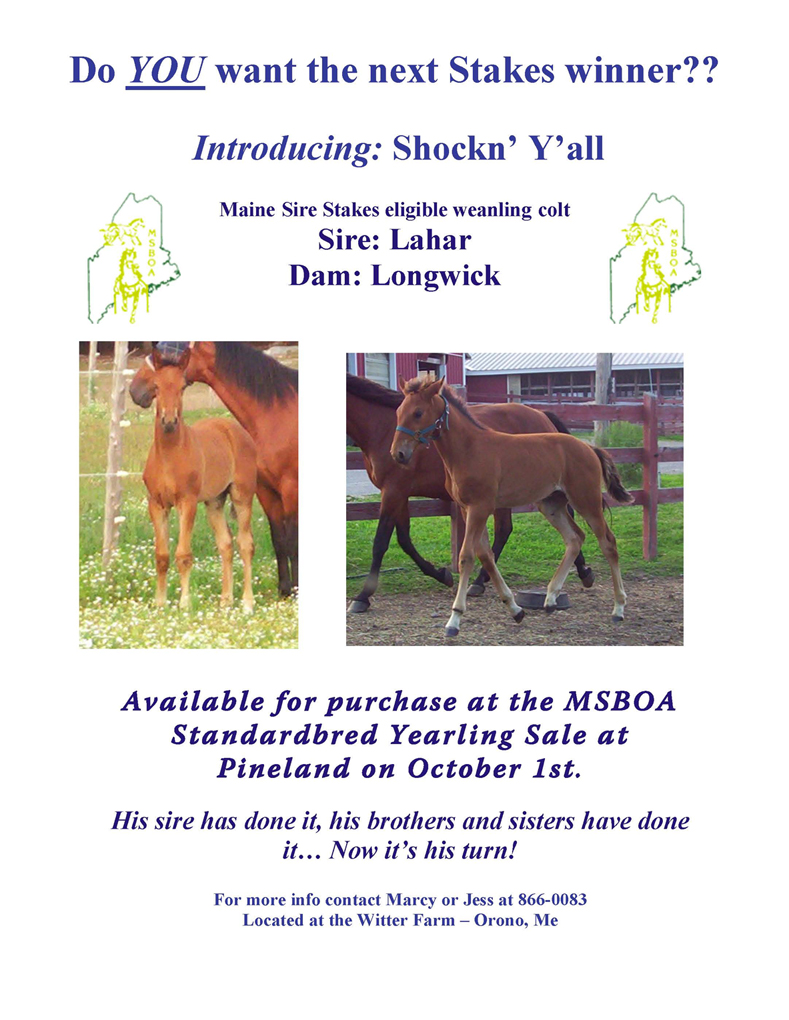 Do YOU want the next Stakes winner??
Introducing: Shockn’ Y’all
Maine Sire Stakes eligible weanling colt
Sire: Lahar
Dam: Longwick
MSBOA
MSBOA
Available for purchase at the MSBOA
Standardbred Yearling Sale at
Pineland on October 1st.
His sire has done it, his brothers and sisters have done
it… Now it’s his turn!
For more info contact Marcy or Jess at 866-0083
Located at the Witter Farm – Orono, Me